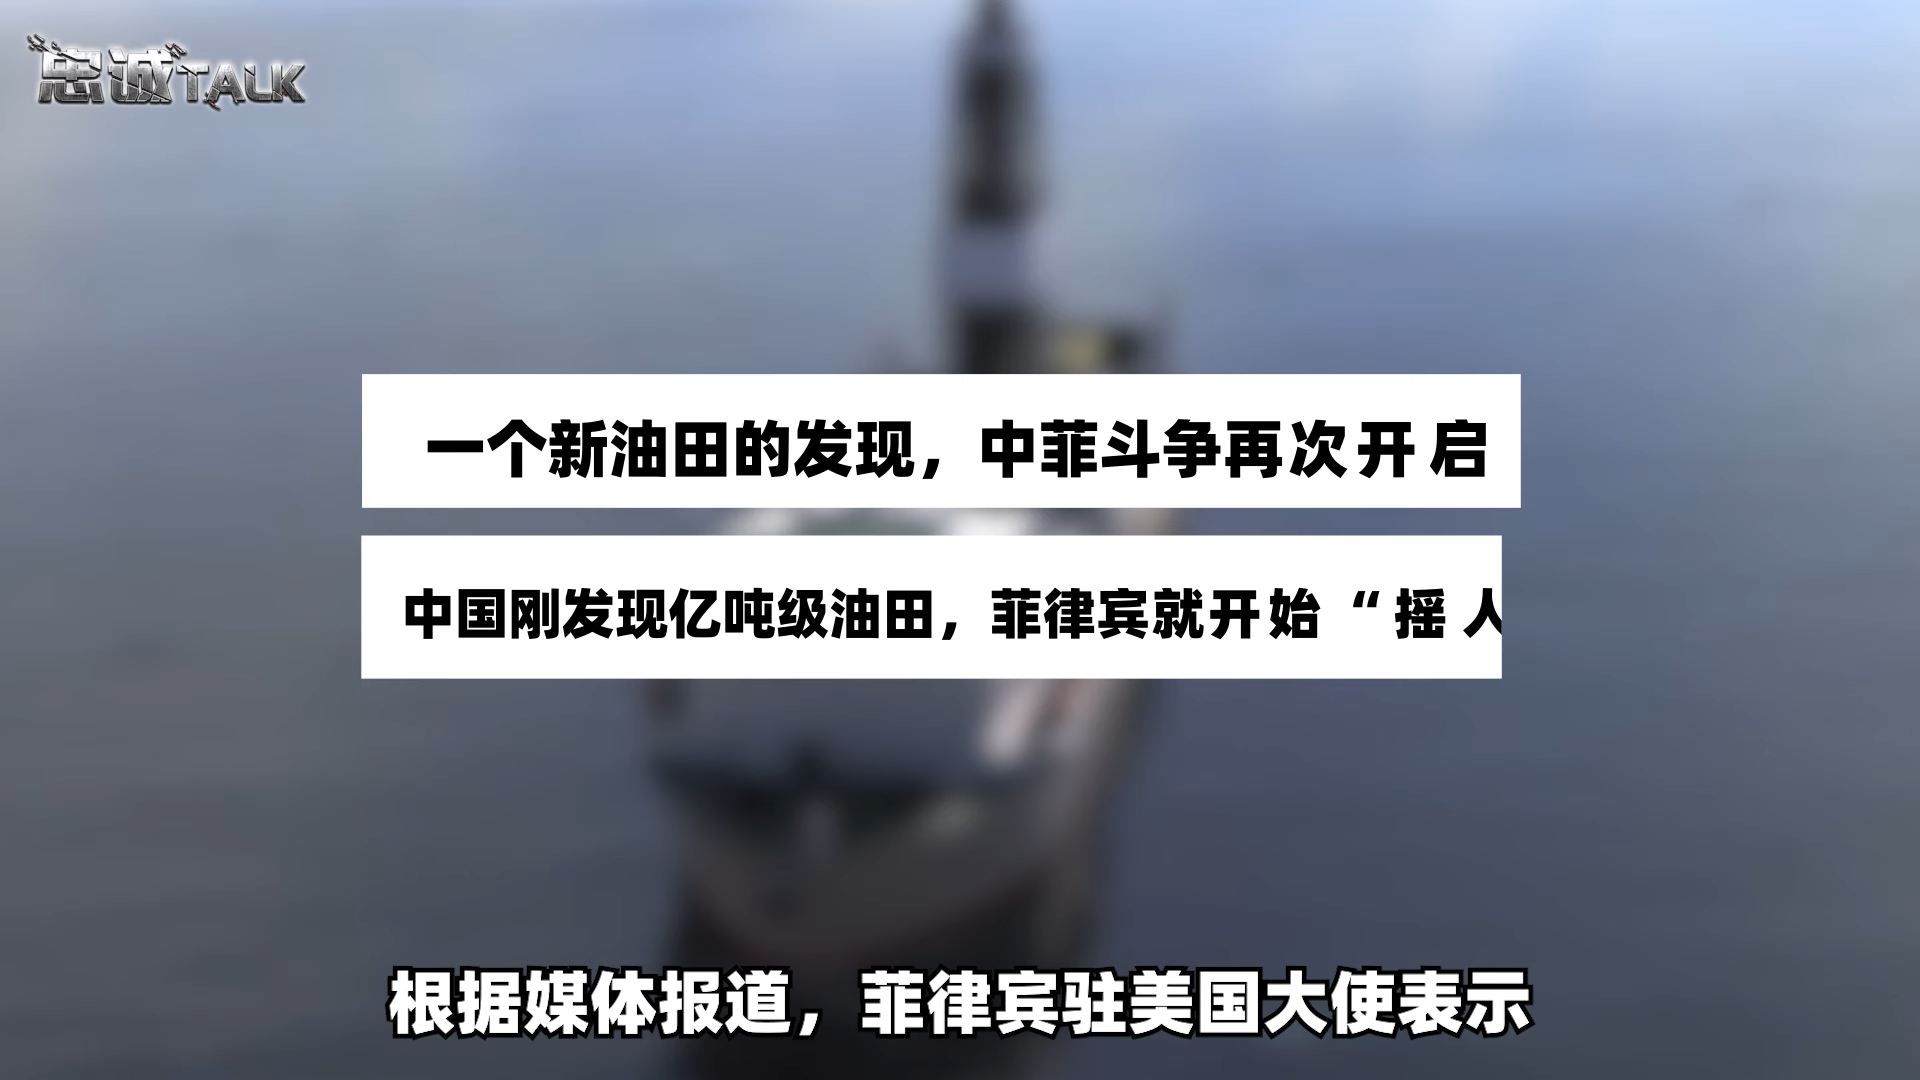 忠诚TALK
一个新油田的发现，中菲斗争再次开启
中国刚发现亿吨级油田，菲律宾就开始“摇人
根据媒体报道，菲律宾驻美国大使表示